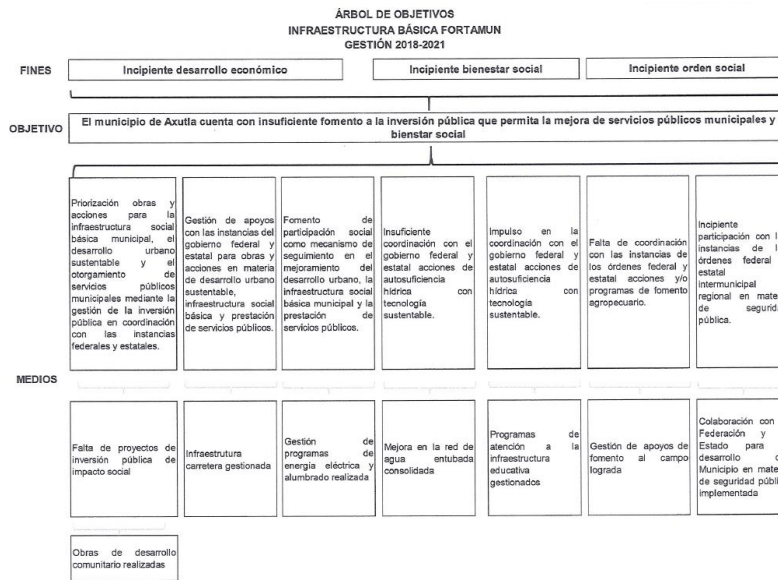 ÁRBOL DE OBJETIVOS
INFRAESTRUCTURA BÁSICA FORTAMUN
GESTIÓN 2018-2021
FINES
Incipiente desarrollo económico
Incipiente bienestar social
Incipiente orden social
OBJETIVO
El municipio de Axutla cuenta con insuficiente fomento a la inversión pública que permita la mejora de servicios públicos municipales y
bienstar social
Priorización obras y
acciones para la
infraestructura social
básica municipal, el
desarrollo urbano
sustentable y el
otorgamiento de
servicios públicos
municipales mediante la
gestión de la inversión
pública en coordinación
con las instancias
federales y estatales.
Gestión de apoyos
con las instancias del
gobierno federal y
estatal para obras y
acciones en materia
de desarrollo urbano
sustentable,
infraestructura social
básica y prestación
de servicios públicos.
Fomento de
participación social
como mecanismo de
seguimiento en el
mejoramiento del
desarrollo urbano, la
infraestructura social
básica municipal y la
prestación de
servicios públicos.
Insuficiente
coordinación con el
gobierno federal y
estatal acciones de
autosuficiencia
hídrica con
tecnología
sustentable.
Impulso en la
coordinación con el
gobierno federal y
estatal acciones de
autosuficiencia
hídrica con
tecnología
sustentable.
Falta de coordinación
con las instancias de
los órdenes federal y
estatal acciones y/o
programas de fomento
agropecuario.
Incipiente
participación con
instancias de
órdenes federal
estatal
intermunicipal
regional en
de
pública.
MEDIOS
Falta de proyectos de
inversión pública de
impacto social
Infraestrutura
carretera gestionada
Gestión de
programas de
energía eléctrica y
alumbrado realizada
Mejora en la red de
agua entubada
consolidada
Programas de
atención a la
infraestructura
educativa
gestionados
Gestión de apoyos de
fomento al campo
lograda
Colaboración con
Federación y
Estado para
desarrollo
Municipio en
de seguridad
implementada
Obras de desarrollo
comunitario realizadas